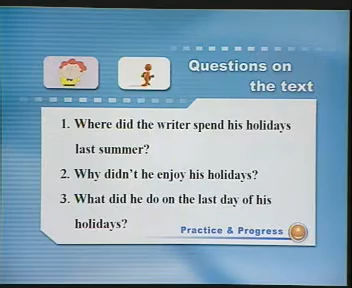 Questions on
the text
1. Where did the writer spend his holidays
last summer?
2. Why didn't he enjoy his holidays?
3. What did he do on the last day of his
holidays?
Practice & Progress